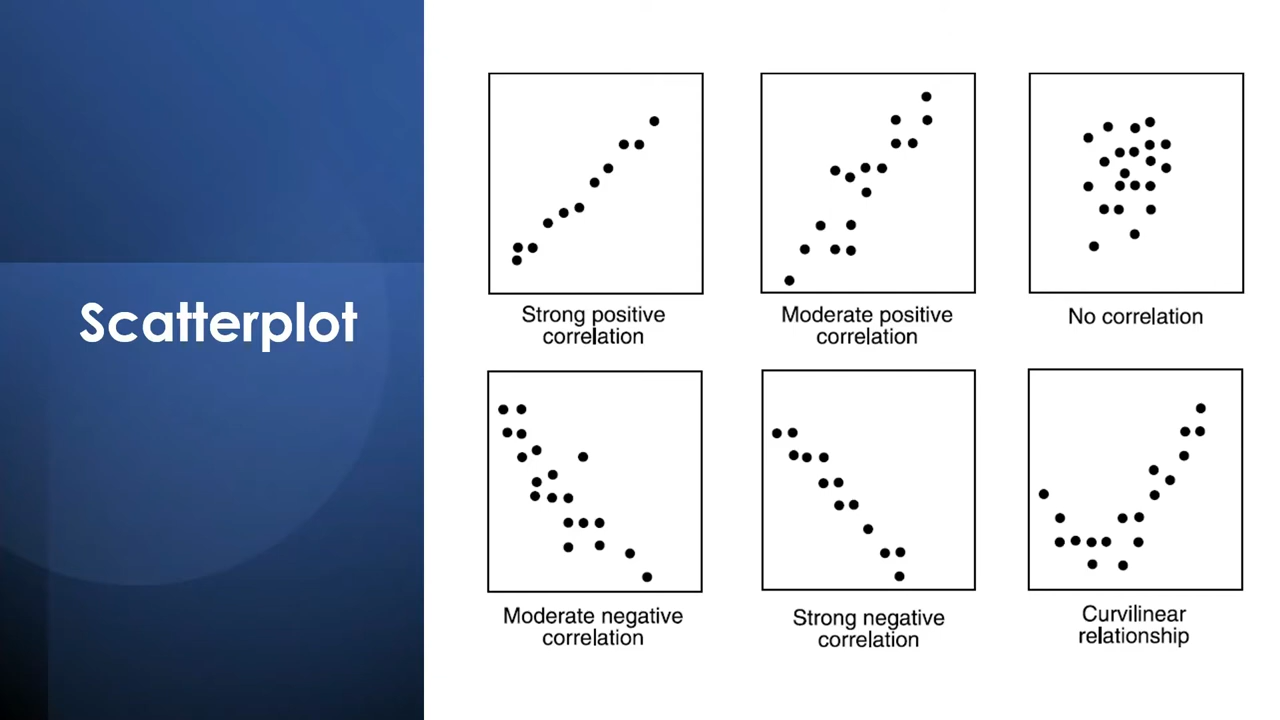 Scatterplot
Strong positive
correlation
Moderate positive
correlation
No correlation
Moderate negative
correlation
Strong negative
correlation
Curvilinear
relationship